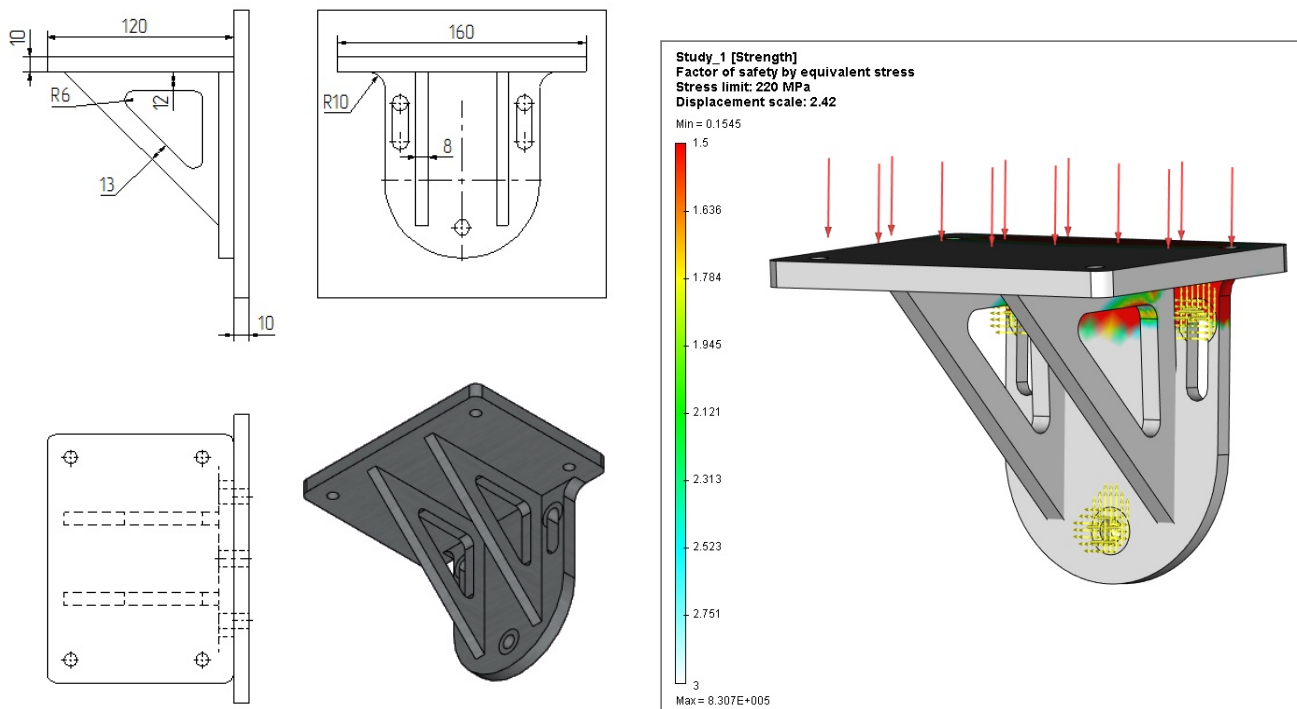 120
10
R6
12
13
10
160
R10
8
Study_1 [Strength]
Factor of safety by equivalent stress
Stress limit: 220 MPa
Displacement scale: 2.42
Min = 0.1545
1.5
1.636
1.784
1.945
2.121
2.313
2.523
2.751
3
Max = 8.307E+005